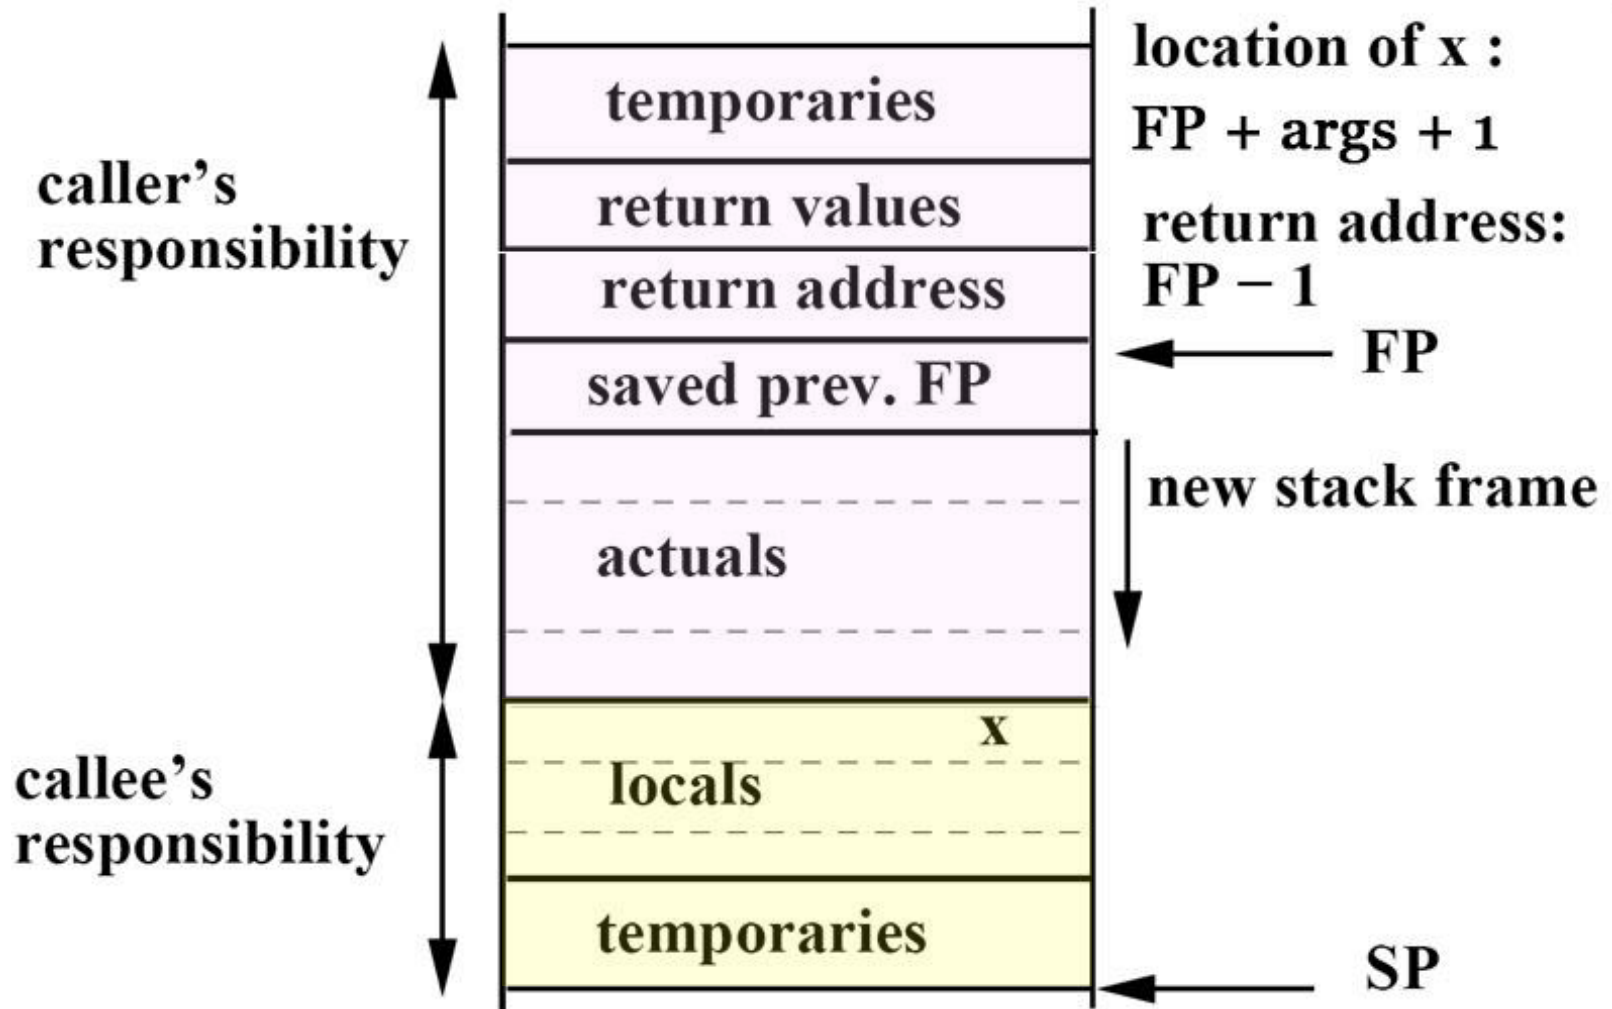 caller’s
responsibility
callee’s
responsibility
temporaries
return values
return address
saved prev. FP
actuals
x
locals
temporaries
location of x :
FP + args + 1
return address:
FP − 1
FP
new stack frame
SP